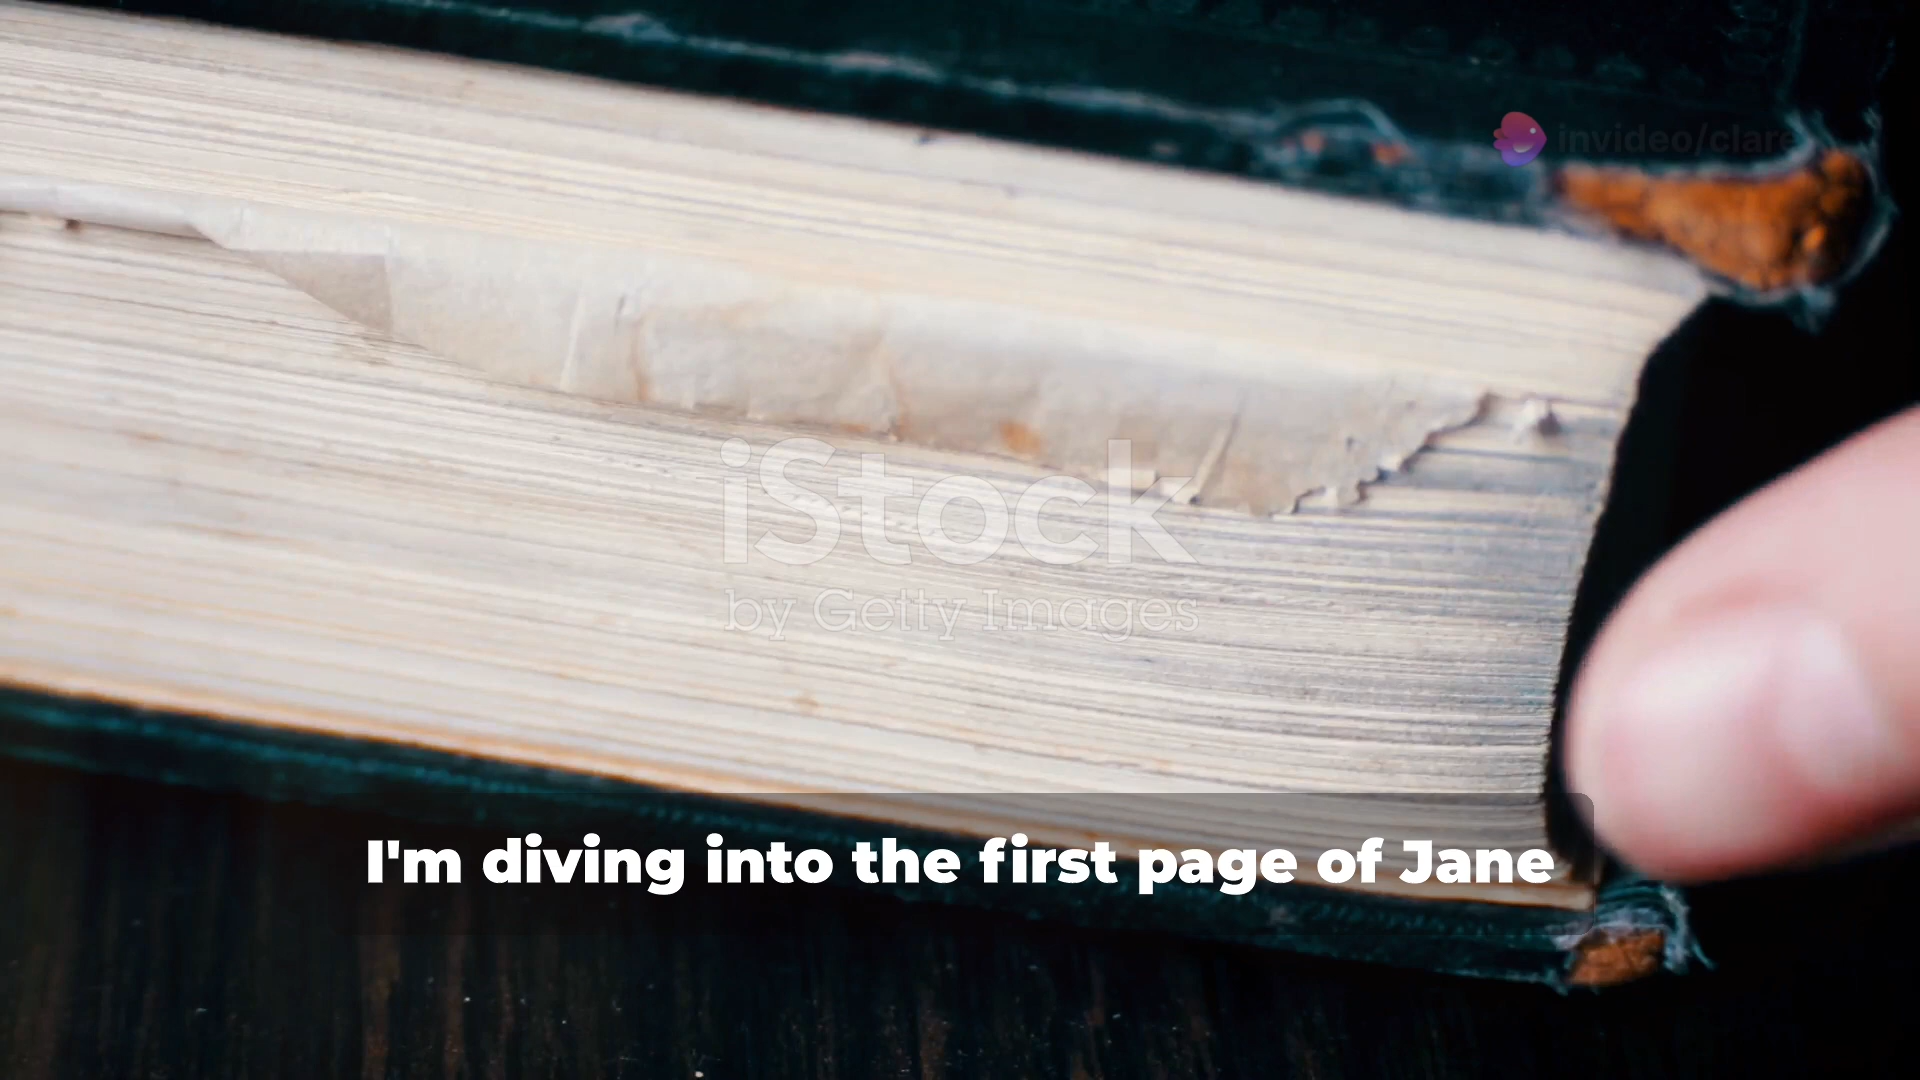 invideo/clare
iStock
by Getty Images
I'm diving into the first page of Jane